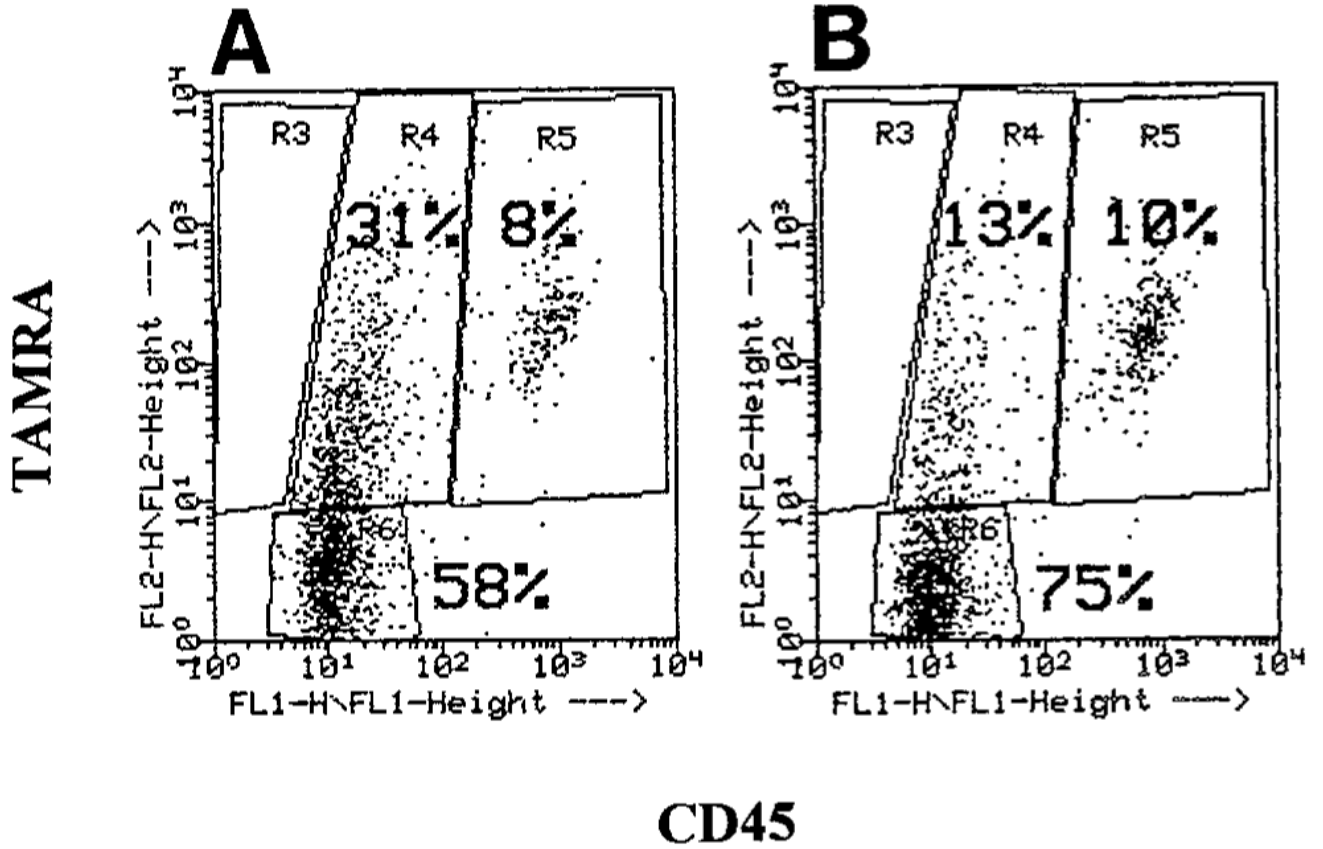 A
B
TAMRA
FL2-H\FL2-Height --->
10⁴
10³
10²
10¹
10⁰
R3
R4
R5
31%
8%
R6
58%
10⁰
10¹
10²
10³
10⁴
FL1-H\FL1-Height --->
FL2-H\FL2-Height --->
10⁴
10³
10²
10¹
10⁰
R3
R4
R5
13%
10%
R6
75%
10⁰
10¹
10²
10³
10⁴
FL1-H\FL1-Height --->
CD45